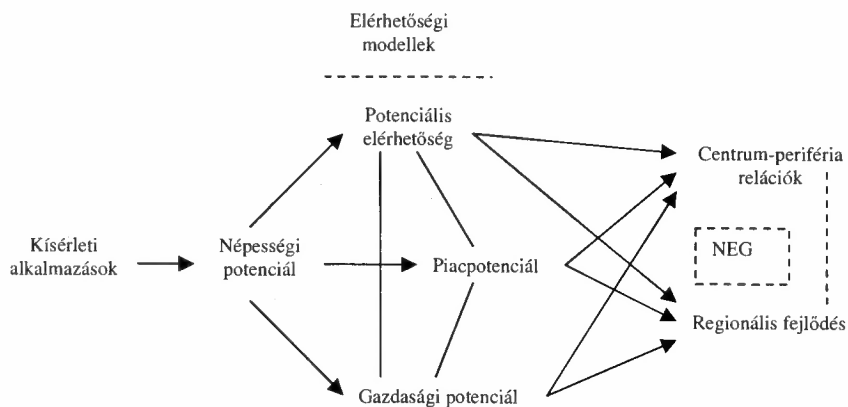 Elérhetőségi
modellek
Potenciális
elérhetőség
Centrum-periféria
relációk
Kísérleti
alkalmazások
Népességi
potenciál
Piacpotenciál
NEG
Regionális fejlődés
Gazdasági potenciál